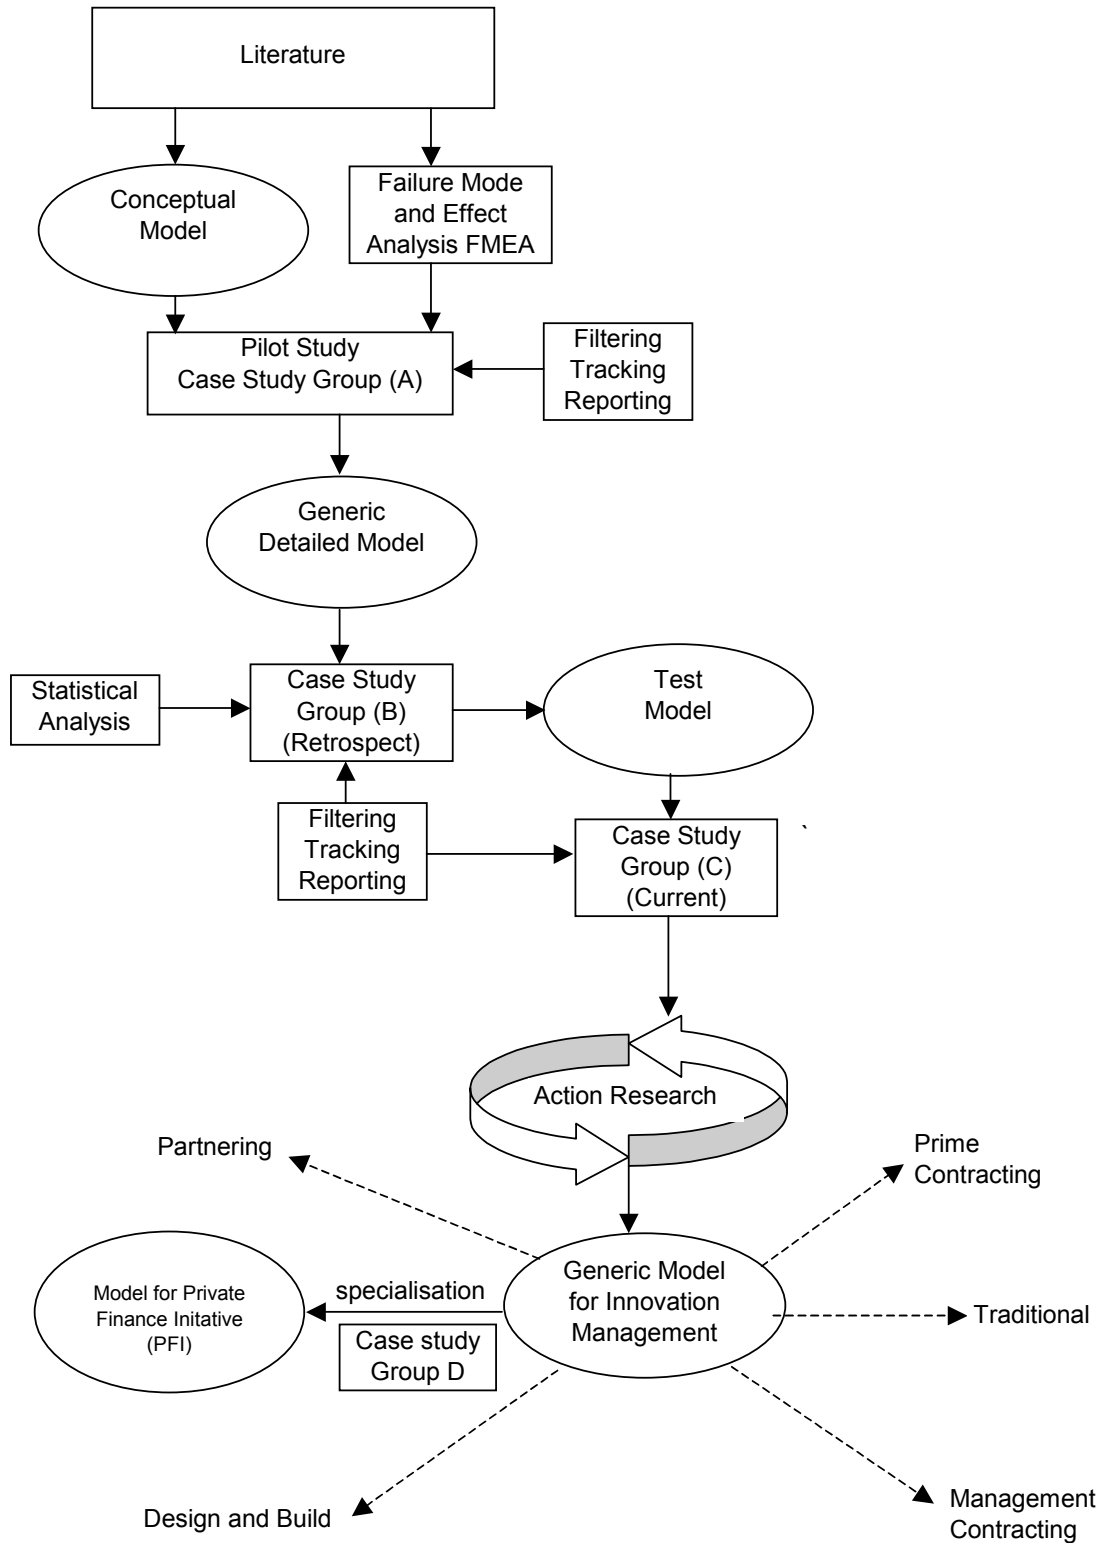 Literature
Conceptual
Model
Failure Mode
and Effect
Analysis FMEA
Pilot Study
Case Study Group (A)
Filtering
Tracking
Reporting
Generic
Detailed Model
Statistical
Analysis
Case Study
Group (B)
(Retrospect)
Test
Model
Filtering
Tracking
Reporting
Case Study
Group (C)
(Current)
`
Action Research
Partnering
Prime
Contracting
Model for Private
Finance Initative
(PFI)
specialisation
Case study
Group D
Generic Model
for Innovation
Management
Traditional
Design and Build
Management
Contracting